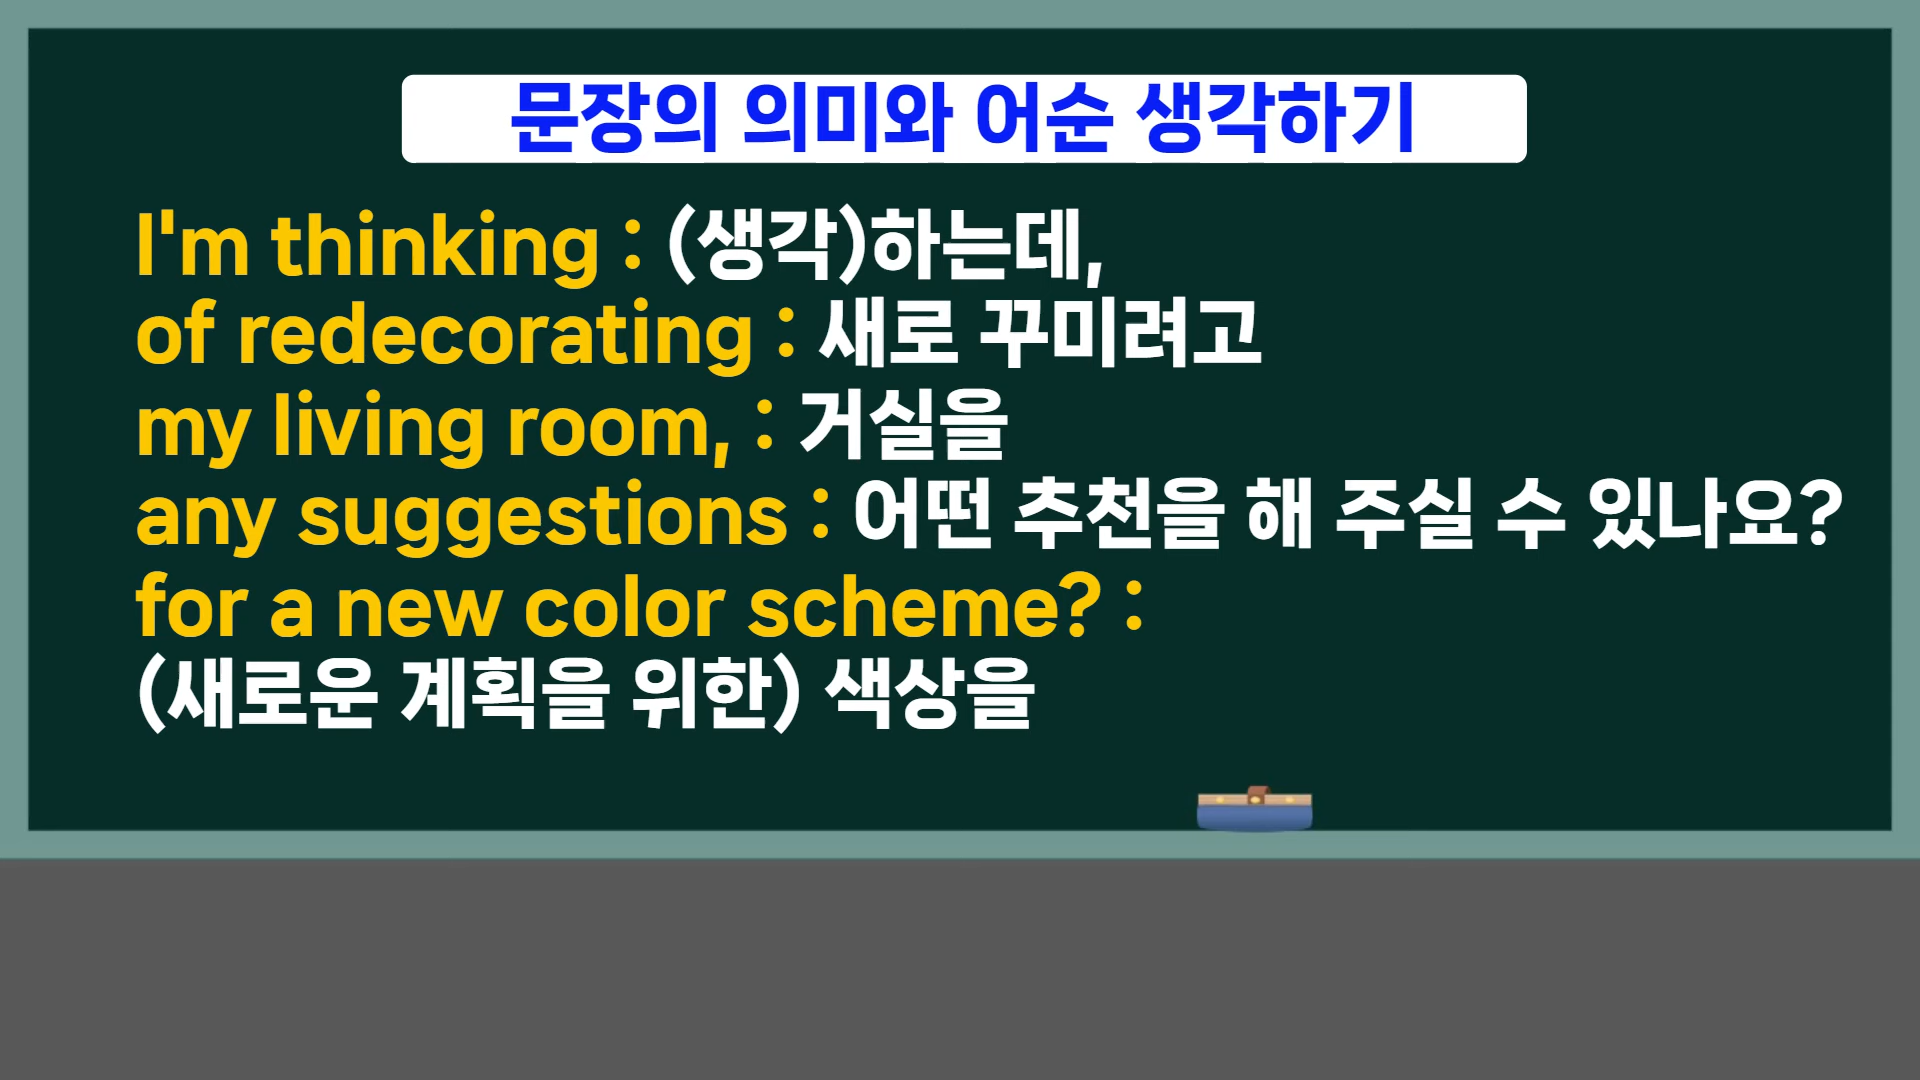 문장의 의미와 어순 생각하기
I'm thinking : (생각)하는데,
of redecorating : 새로 꾸미려고
my living room, : 거실을
any suggestions : 어떤 추천을 해 주실 수 있나요?
for a new color scheme? :
(새로운 계획을 위한) 색상을